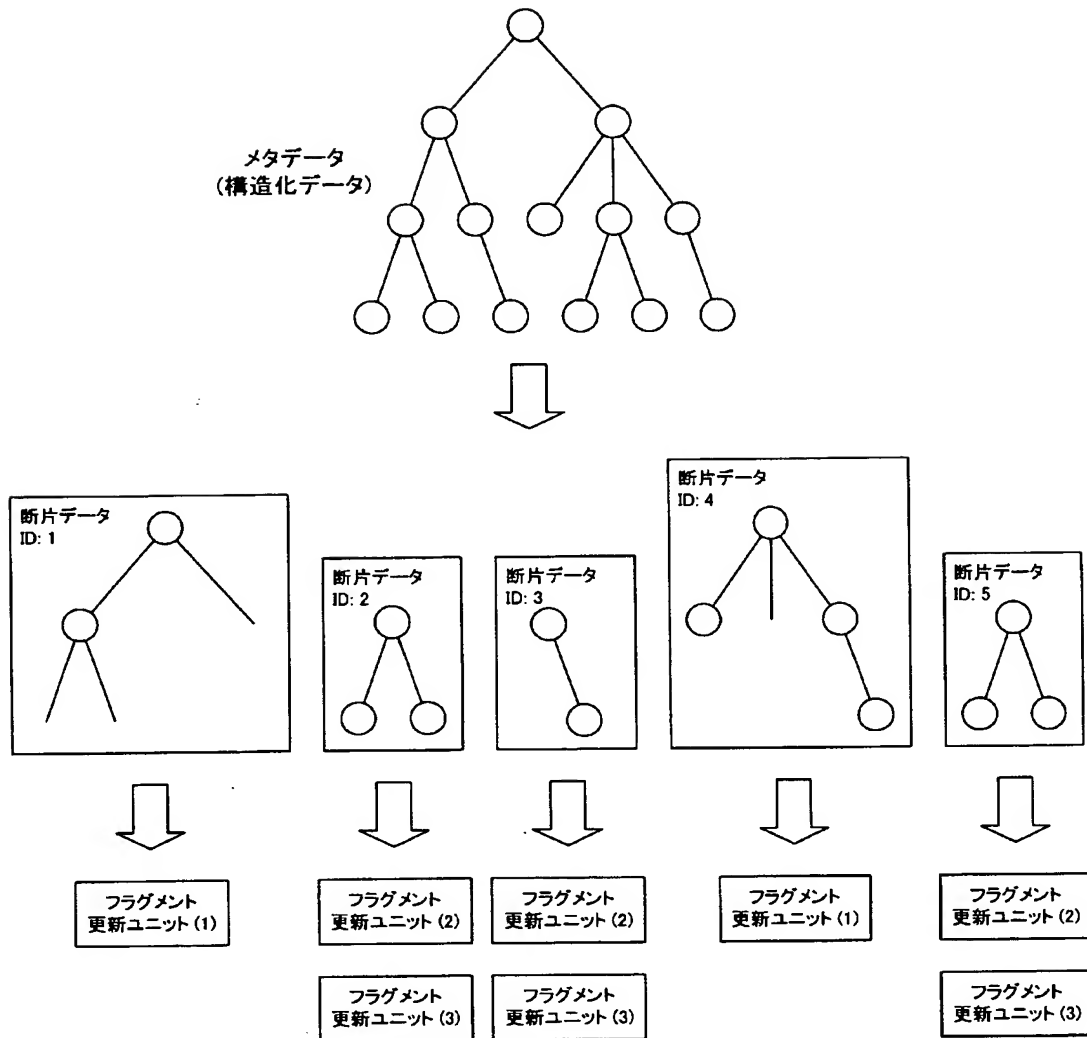 メタデータ
(構造化データ)
断片データ
ID: 1
断片データ
ID: 2
断片データ
ID: 3
断片データ
ID: 4
断片データ
ID: 5
フラグメント
更新ユニット (1)
フラグメント
更新ユニット (2)
フラグメント
更新ユニット (2)
フラグメント
更新ユニット (1)
フラグメント
更新ユニット (2)
フラグメント
更新ユニット (3)
フラグメント
更新ユニット (3)
フラグメント
更新ユニット (3)